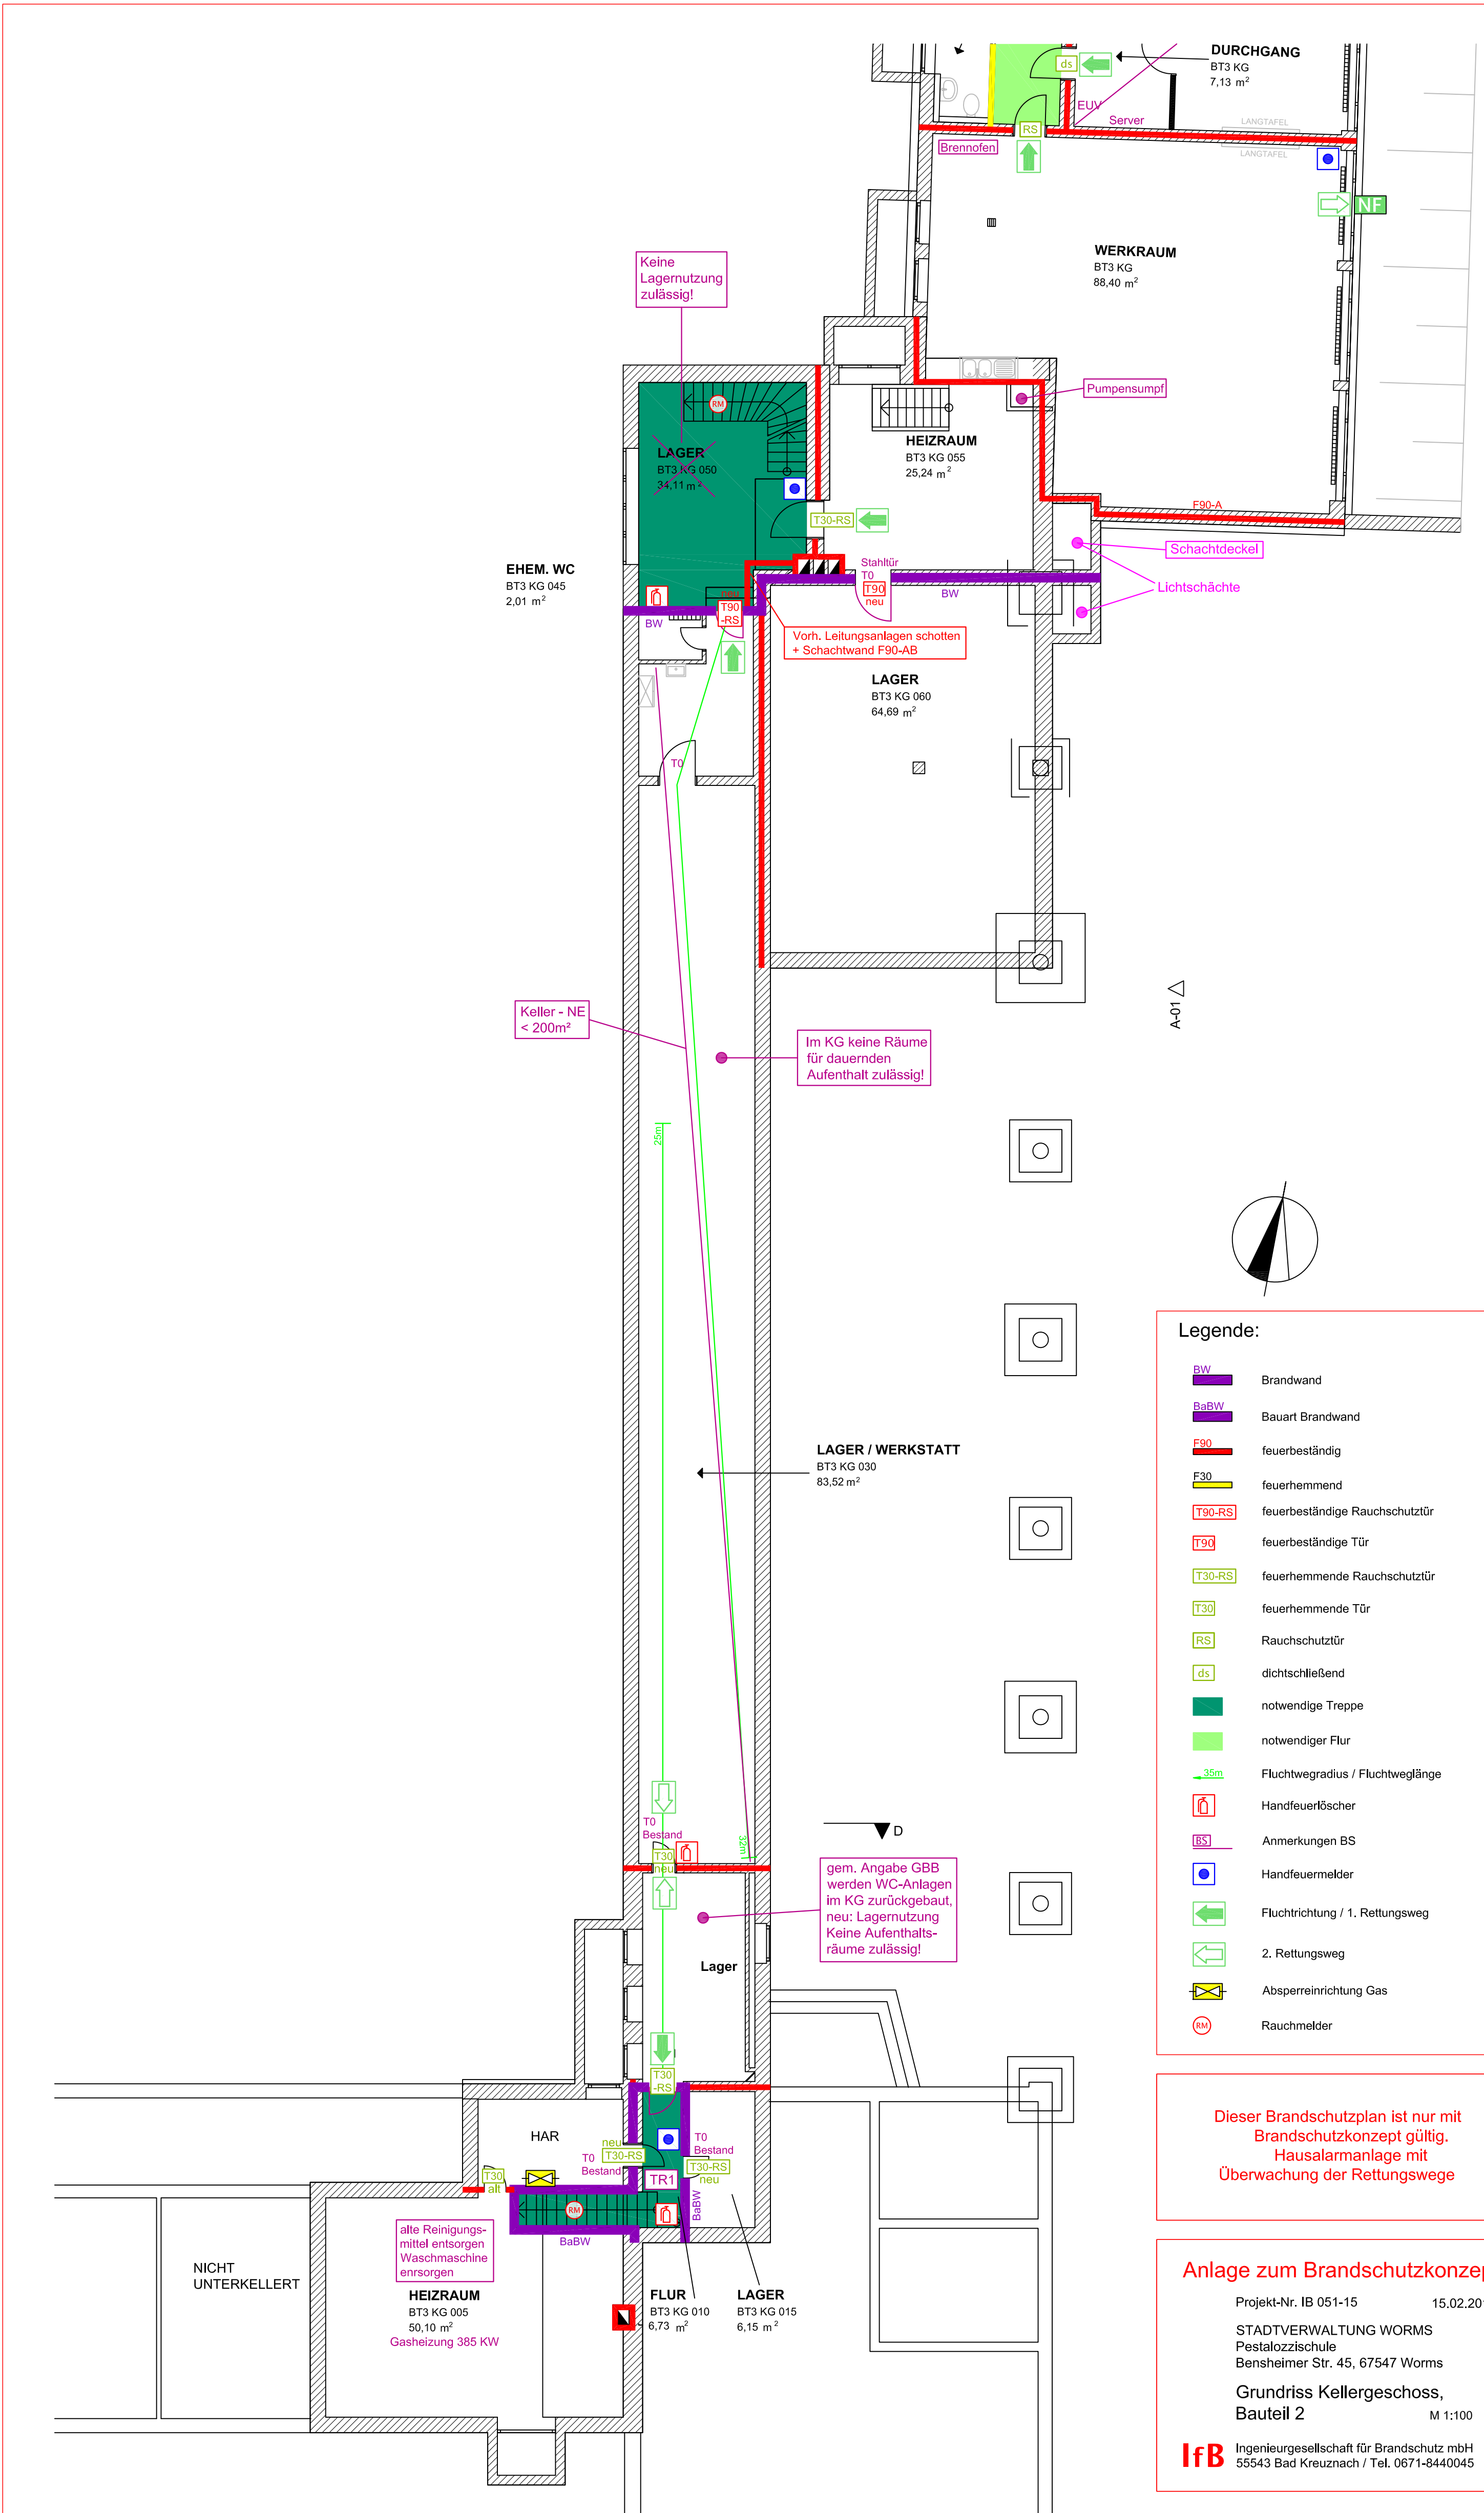 DURCHGANG
BT3 KG
7,13 m²
ds
EUV
Server
LANGTAFEL
LANGTAFEL
RS
Brennofen
NF
WERKRAUM
BT3 KG
88,40 m²
Keine
Lagernutzung
zulässig!
RM
LAGER
BT3 KG 050
34,11 m²
Pumpensumpf
HEIZRAUM
BT3 KG 055
25,24 m²
T30-RS
F90-A
Schachtdeckel
Lichtschächte
EHEM. WC
BT3 KG 045
2,01 m²
Stahltür
T0
T90
neu
BW
neu
T90
-RS
BW
Vorh. Leitungsanlagen schotten
+ Schachtwand F90-AB
LAGER
BT3 KG 060
64,69 m²
T0
A-01
Keller - NE
< 200m²
Im KG keine Räume
für dauernden
Aufenthalt zulässig!
25m
LAGER / WERKSTATT
BT3 KG 030
83,52 m²
T0
Bestand
T30
neu
32m
D
gem. Angabe GBB
werden WC-Anlagen
im KG zurückgebaut,
neu: Lagernutzung
Keine Aufenthalts-
räume zulässig!
Lager
T30
-RS
HAR
neu
T30-RS
T0
Bestand
T0
Bestand
T30-RS
neu
T30
alt
TR1
RM
BaBW
BaBW
alte Reinigungs-
mittel entsorgen
Waschmaschine
enrsorgen
NICHT
UNTERKELLERT
HEIZRAUM
BT3 KG 005
50,10 m²
Gasheizung 385 KW
FLUR
BT3 KG 010
6,73 m²
LAGER
BT3 KG 015
6,15 m²
Legende:
BW
Brandwand
BaBW
Bauart Brandwand
F90
feuerbeständig
F30
feuerhemmend
T90-RS
feuerbeständige Rauchschutztür
T90
feuerbeständige Tür
T30-RS
feuerhemmende Rauchschutztür
T30
feuerhemmende Tür
RS
Rauchschutztür
ds
dichtschließend
notwendige Treppe
notwendiger Flur
35m
Fluchtwegradius / Fluchtweglänge
Handfeuerlöscher
BS
Anmerkungen BS
Handfeuermelder
Fluchtrichtung / 1. Rettungsweg
2. Rettungsweg
Absperreinrichtung Gas
RM
Rauchmelder
Dieser Brandschutzplan ist nur mit
Brandschutzkonzept gültig.
Hausalarmanlage mit
Überwachung der Rettungswege
Anlage zum Brandschutzkonzep
Projekt-Nr. IB 051-15
15.02.201
STADTVERWALTUNG WORMS
Pestalozzischule
Bensheimer Str. 45, 67547 Worms
Grundriss Kellergeschoss,
Bauteil 2
M 1:100
IfB
Ingenieurgesellschaft für Brandschutz mbH
55543 Bad Kreuznach / Tel. 0671-8440045